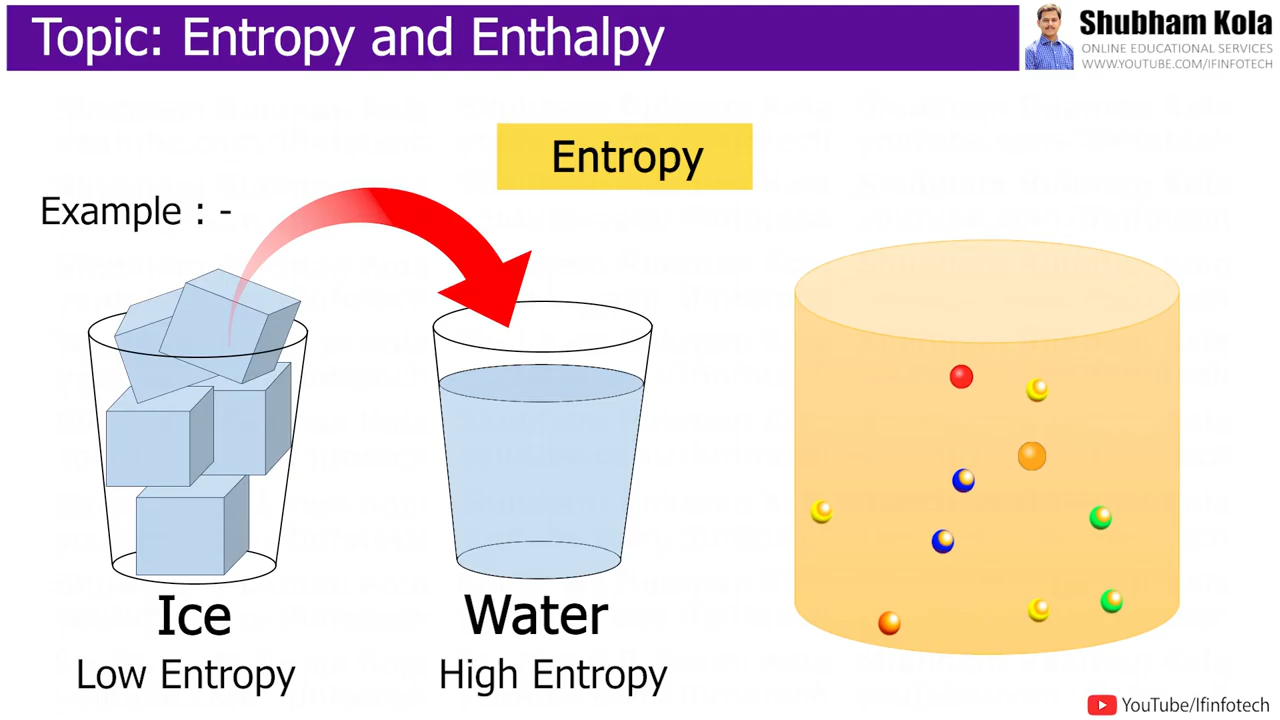 Topic: Entropy and Enthalpy
Shubham Kola
ONLINE EDUCATIONAL SERVICES
WWW.YOUTUBE.COM/IFINFOTECH
Entropy
Example : -
Ice
Low Entropy
Water
High Entropy
YouTube/Ifinfotech